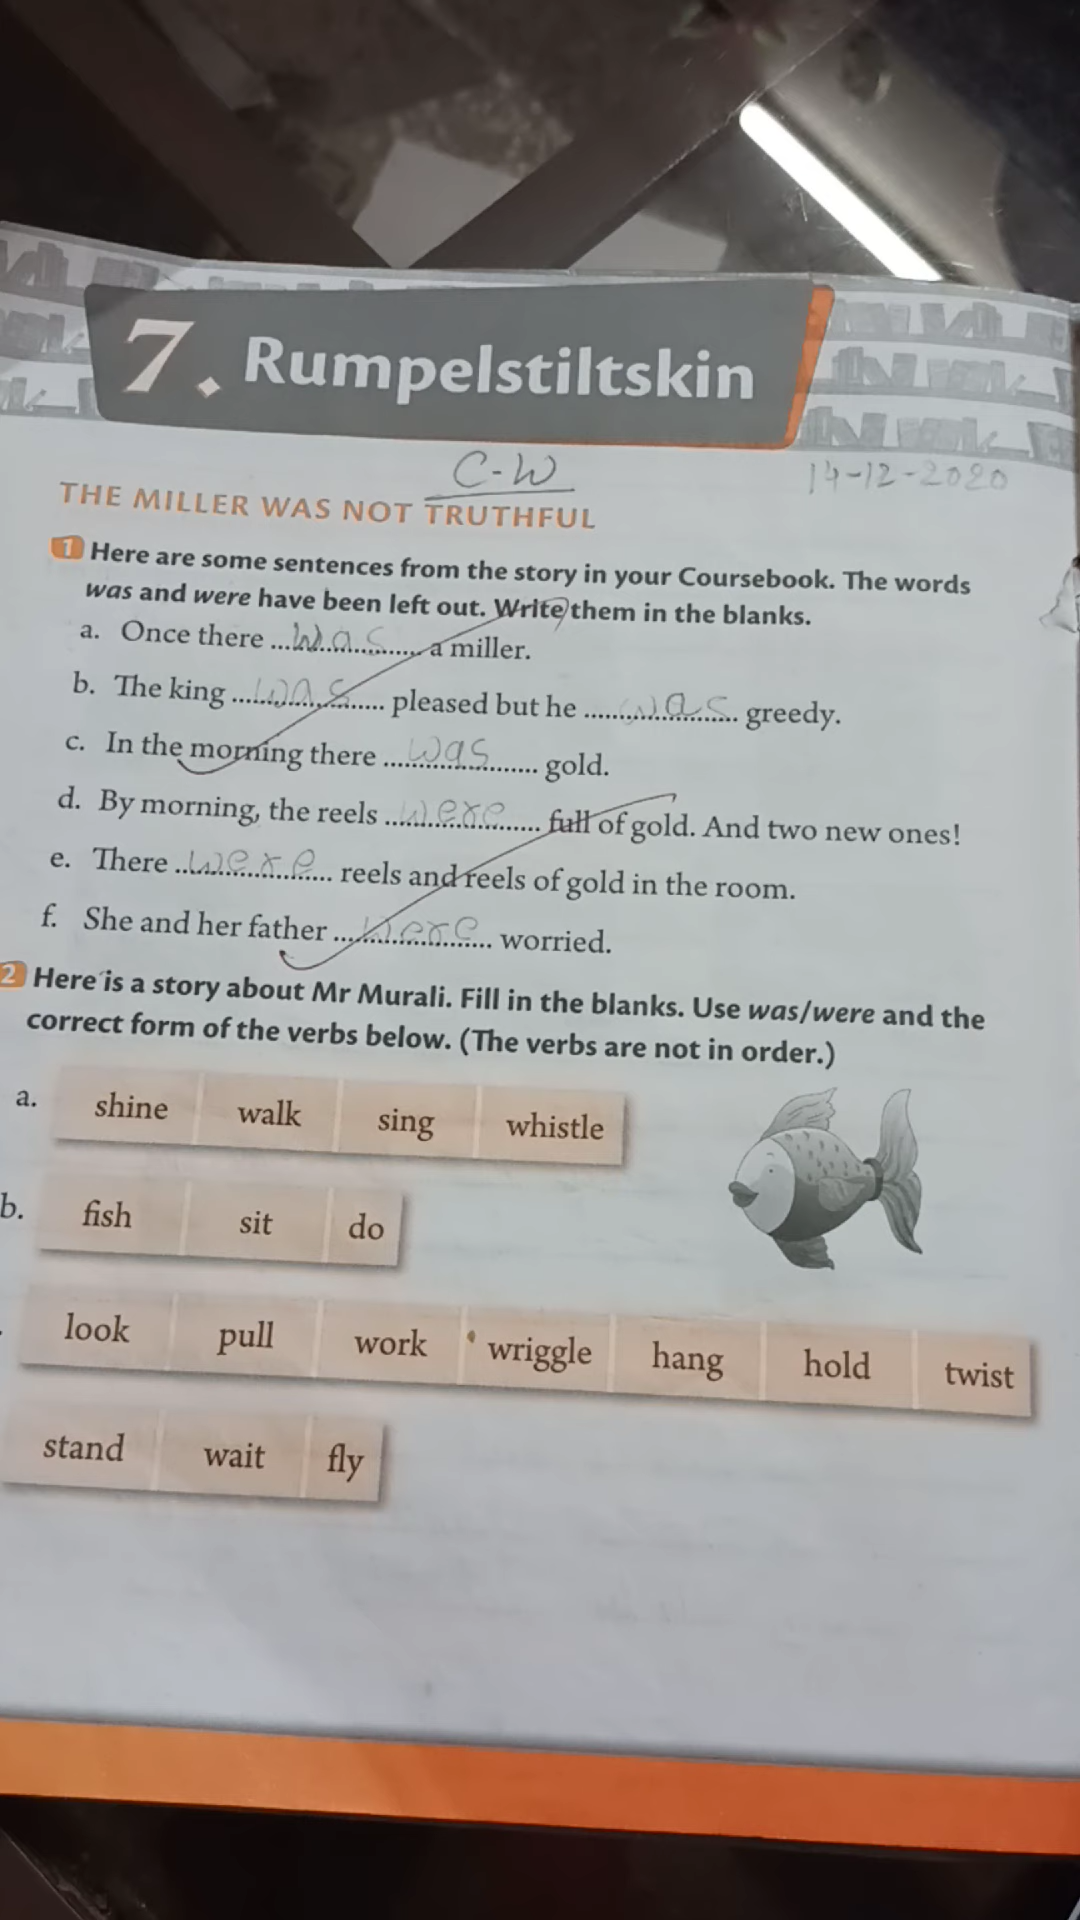 7. Rumpelstiltskin
C-W
14-12-2020
THE MILLER WAS NOT TRUTHFUL
1 Here are some sentences from the story in your Coursebook. The words
was and were have been left out. Write them in the blanks.
a. Once there ...was... a miller.
b. The king ...was... pleased but he ...was... greedy.
c. In the morning there ...was... gold.
d. By morning, the reels ...were... full of gold. And two new ones!
e. There ...were... reels and reels of gold in the room.
f. She and her father ...were... worried.
2 Here is a story about Mr Murali. Fill in the blanks. Use was/were and the
correct form of the verbs below. (The verbs are not in order.)
a. shine walk sing whistle
b. fish sit do
look pull work wriggle hang hold twist
stand wait fly